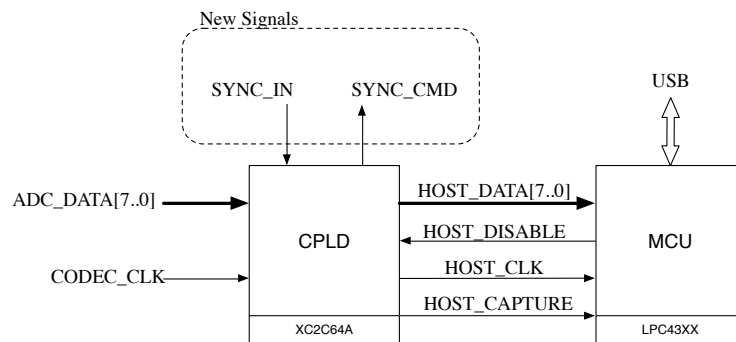 New Signals
SYNC_IN
SYNC_CMD
USB
ADC_DATA[7..0]
HOST_DATA[7..0]
CPLD
HOST_DISABLE
MCU
CODEC_CLK
HOST_CLK
HOST_CAPTURE
XC2C64A
LPC43XX